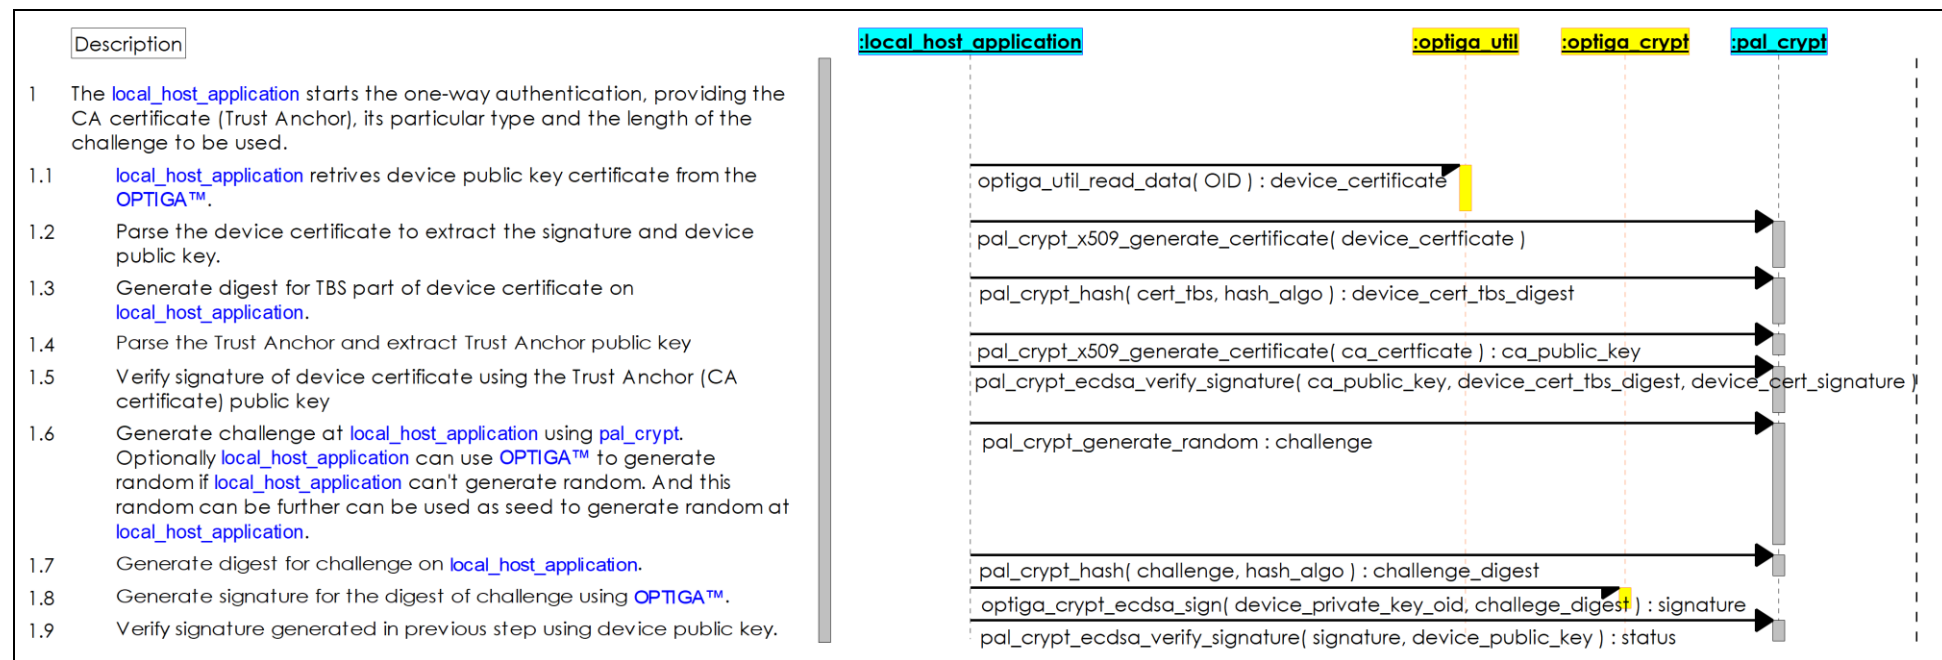 Description
:local_host_application
:optiga_util
:optiga_crypt
:pal_crypt
1 The local_host_application starts the one-way authentication, providing the
CA certificate (Trust Anchor), its particular type and the length of the
challenge to be used.
1.1 local_host_application retrives device public key certificate from the
OPTIGA™.
optiga_util_read_data( OID ) : device_certificate
1.2 Parse the device certificate to extract the signature and device
public key.
pal_crypt_x509_generate_certificate( device_certficate )
1.3 Generate digest for TBS part of device certificate on
local_host_application.
pal_crypt_hash( cert_tbs, hash_algo ) : device_cert_tbs_digest
1.4 Parse the Trust Anchor and extract Trust Anchor public key
pal_crypt_x509_generate_certificate( ca_certficate ) : ca_public_key
1.5 Verify signature of device certificate using the Trust Anchor (CA
certificate) public key
pal_crypt_ecdsa_verify_signature( ca_public_key, device_cert_tbs_digest, device_cert_signature )
1.6 Generate challenge at local_host_application using pal_crypt.
Optionally local_host_application can use OPTIGA™ to generate
random if local_host_application can't generate random. And this
random can be further can be used as seed to generate random at
local_host_application.
pal_crypt_generate_random : challenge
1.7 Generate digest for challenge on local_host_application.
pal_crypt_hash( challenge, hash_algo ) : challenge_digest
1.8 Generate signature for the digest of challenge using OPTIGA™.
optiga_crypt_ecdsa_sign( device_private_key_oid, challege_digest ) : signature
1.9 Verify signature generated in previous step using device public key.
pal_crypt_ecdsa_verify_signature( signature, device_public_key ) : status